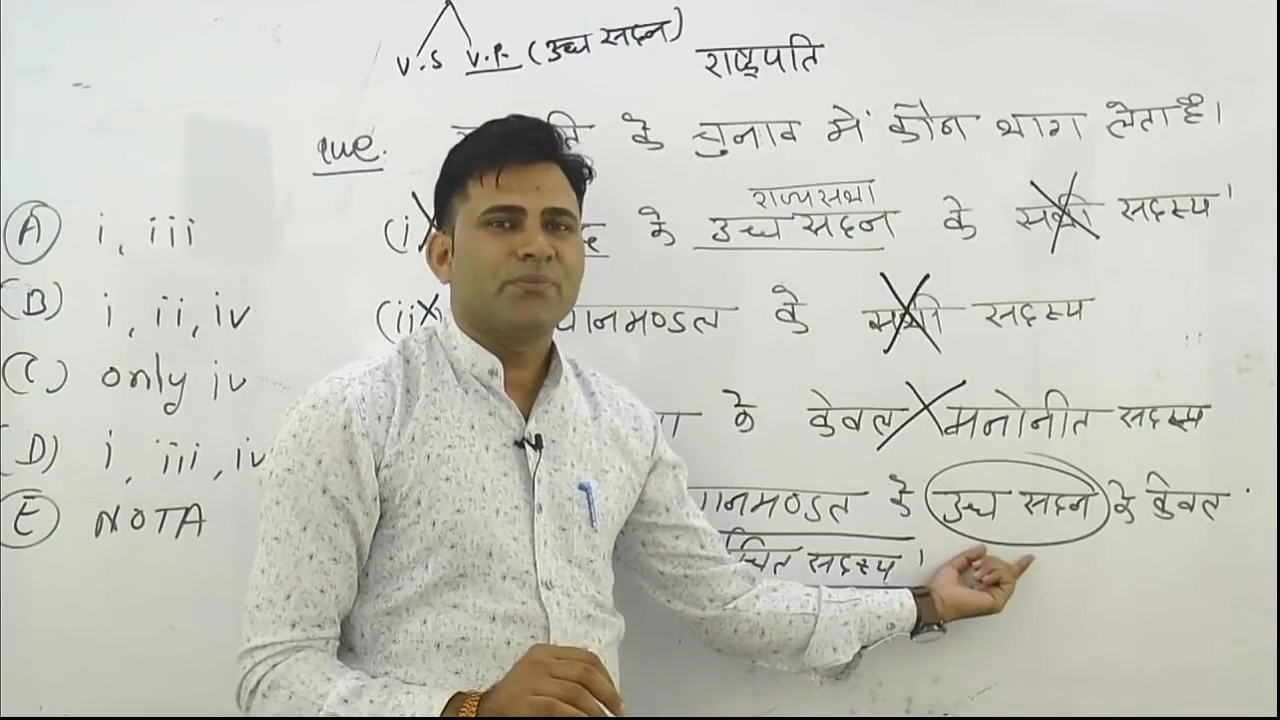 V.S V.P. (उच्च सदन)
राष्ट्रपति
que. के चुनाव में कौन भाग लेता है।
राज्यसभा
(i) के उच्च सदन के सभी सदस्य'
(ii) के सभी सदस्य
के केवल मनोनीत सदस्य
के उच्च सदन के केवल
सदस्य'
(A) i, iii
(B) i, ii, iv
(C) only iv
(D) i, iii, iv
(E) NOTA